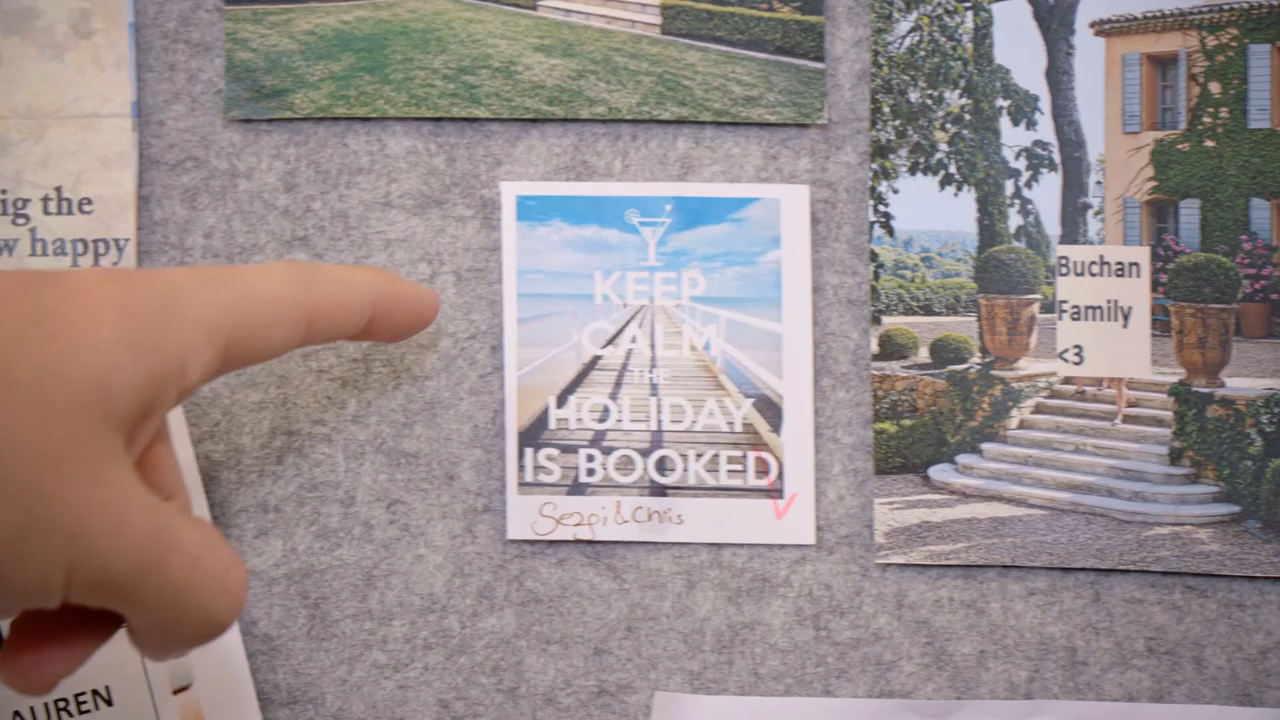 ig the
w happy
KEEP
CALM
THE
HOLIDAY
IS BOOKED
Sezgi & Chris
Buchan
Family
<3
AUREN